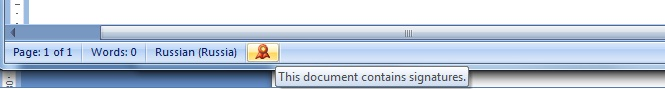 Page: 1 of 1 Words: 0 Russian (Russia)
This document contains signatures.